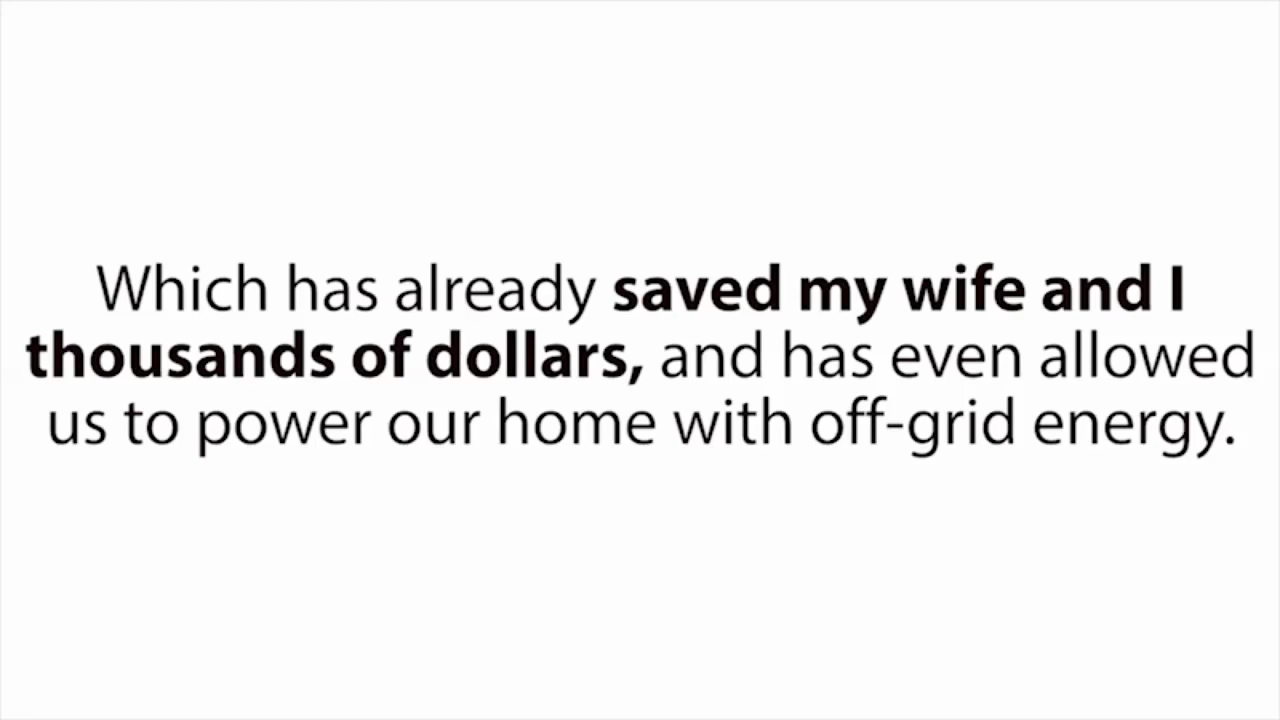 Which has already saved my wife and I
thousands of dollars, and has even allowed
us to power our home with off-grid energy.